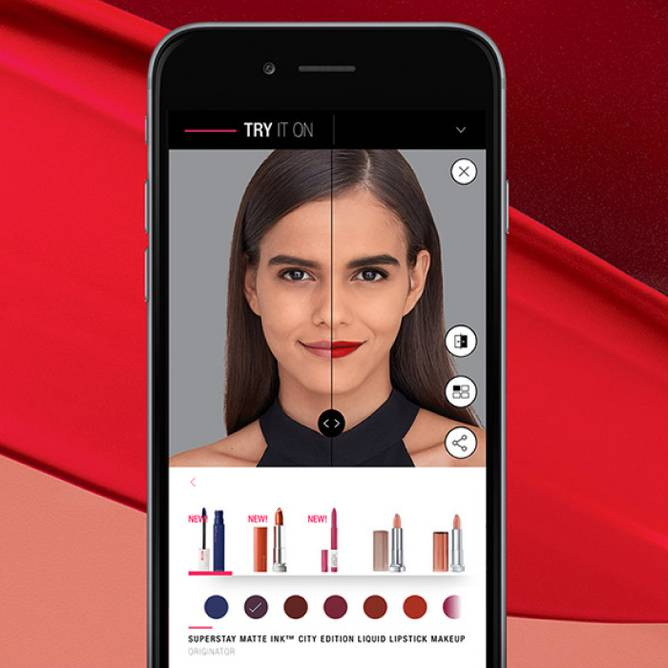 TRY IT ON
NEW!
NEW!
NEW!
SUPERSTAY MATTE INK™ CITY EDITION LIQUID LIPSTICK MAKEUP
ORIGINATOR